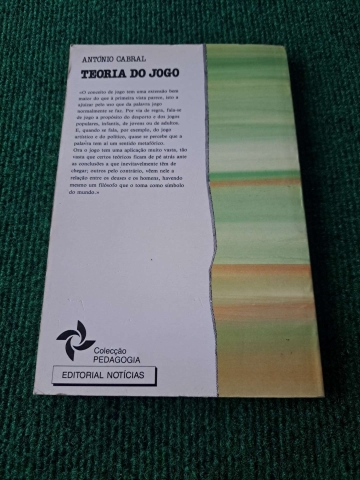 ANTÓNIO CABRAL
TEORIA DO JOGO
«O conceito de jogo tem uma extensão bem
maior do que à primeira vista parece, isto a
ajuizar pelo uso que da palavra jogo
normalmente se faz. Por via de regra, fala-se
de jogo a propósito do desporto e dos jogos
populares, infantis, de jovens ou de adultos.
E, quando se fala, por exemplo, do jogo
artístico e do político, quase se percebe que a
palavra tem aí um sentido metafórico.
Ora o jogo tem uma aplicação muito vasta, tão
vasta que certos teóricos ficam de pé atrás ante
as conclusões a que inevitavelmente têm de
chegar; outros pelo contrário, vêem nele a
relação entre os deuses e os homens, havendo
mesmo um filósofo que o toma como símbolo
do mundo.»
Colecção
PEDAGOGIA
EDITORIAL NOTÍCIAS